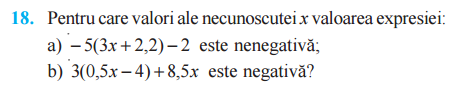 18. Pentru care valori ale necunoscutei x valoarea expresiei:
a) – 5(3x + 2,2) – 2 este nenegativă;
b) 3(0,5x – 4) + 8,5x este negativă?